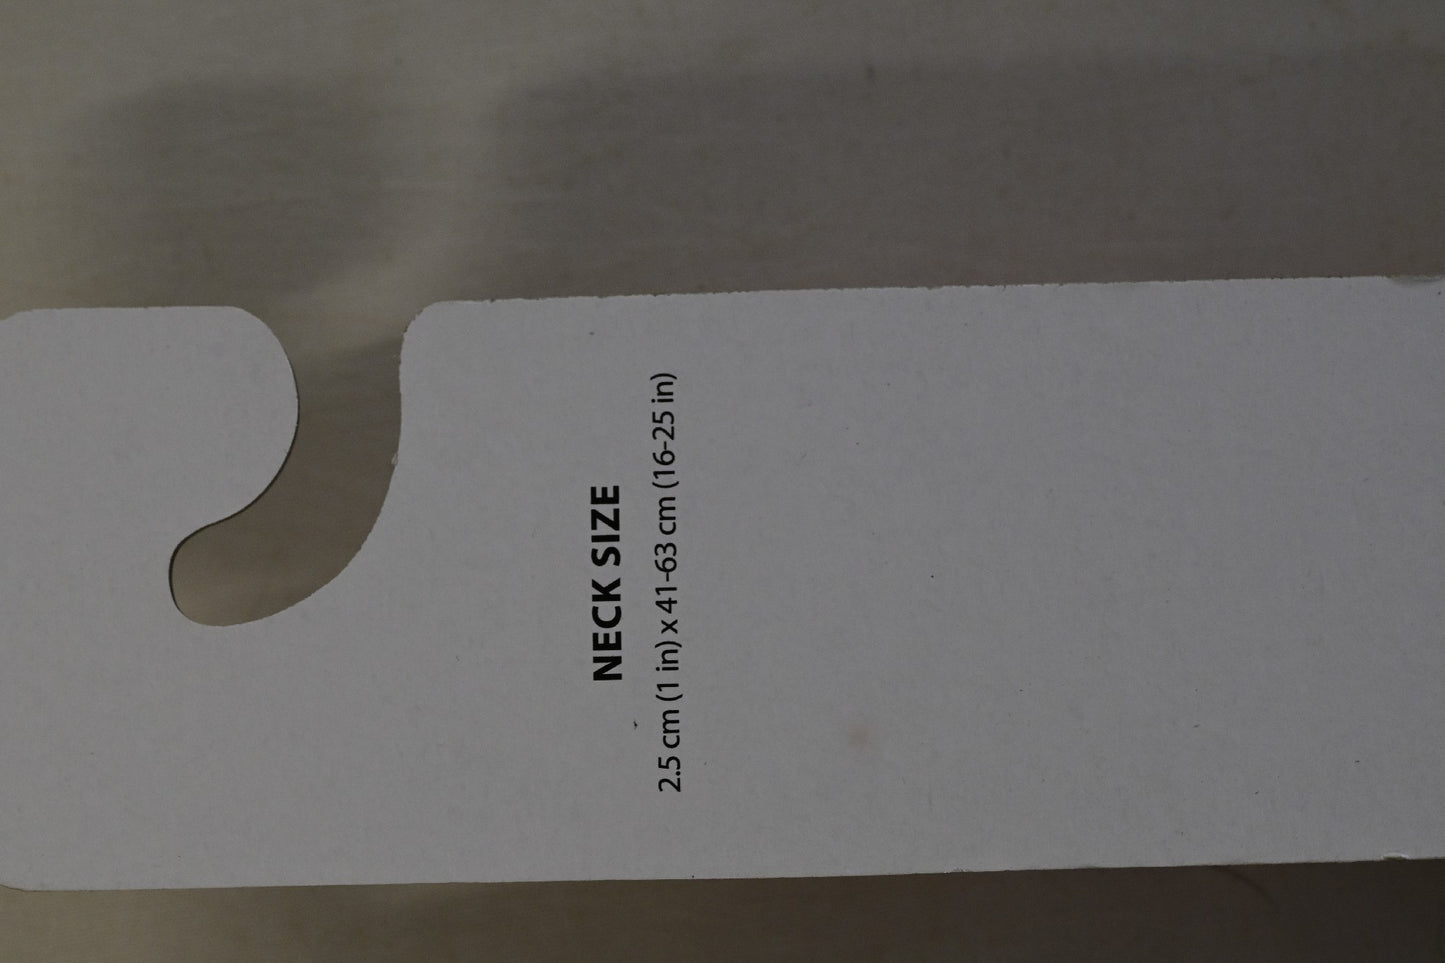 NECK SIZE
2.5 cm (1 in) x 41-63 cm (16-25 in)